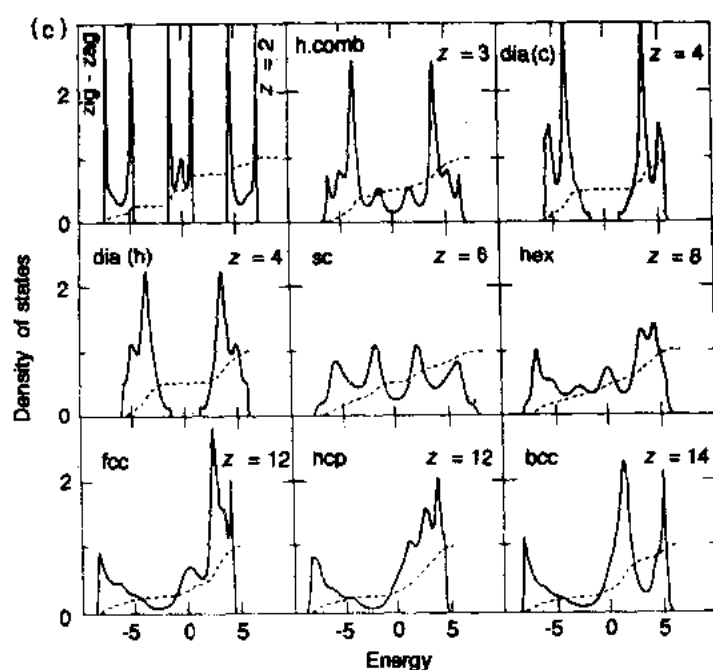 (c)
zig - zag
z = 2
h.comb
z = 3
dia(c)
z = 4
2
0
dia (h)
z = 4
sc
z = 6
hex
z = 8
Density of states
2
0
fcc
z = 12
hcp
z = 12
bcc
z = 14
2
0
-5 0 5 -5 0 5 -5 0 5
Energy